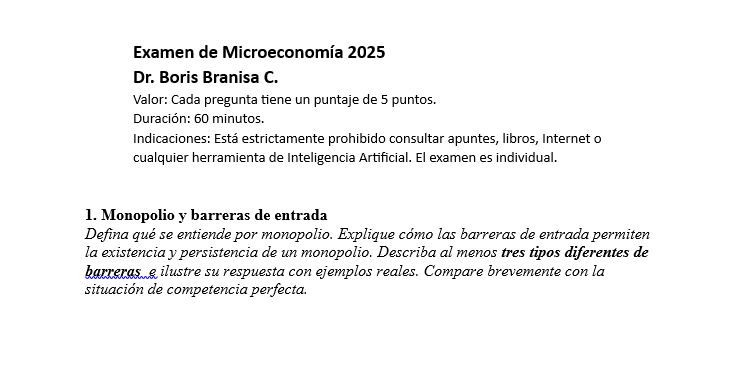 Examen de Microeconomía 2025
Dr. Boris Branisa C.
Valor: Cada pregunta tiene un puntaje de 5 puntos.
Duración: 60 minutos.
Indicaciones: Está estrictamente prohibido consultar apuntes, libros, Internet o
cualquier herramienta de Inteligencia Artificial. El examen es individual.
1. Monopolio y barreras de entrada
Defina qué se entiende por monopolio. Explique cómo las barreras de entrada permiten
la existencia y persistencia de un monopolio. Describa al menos tres tipos diferentes de
barreras e ilustre su respuesta con ejemplos reales. Compare brevemente con la
situación de competencia perfecta.